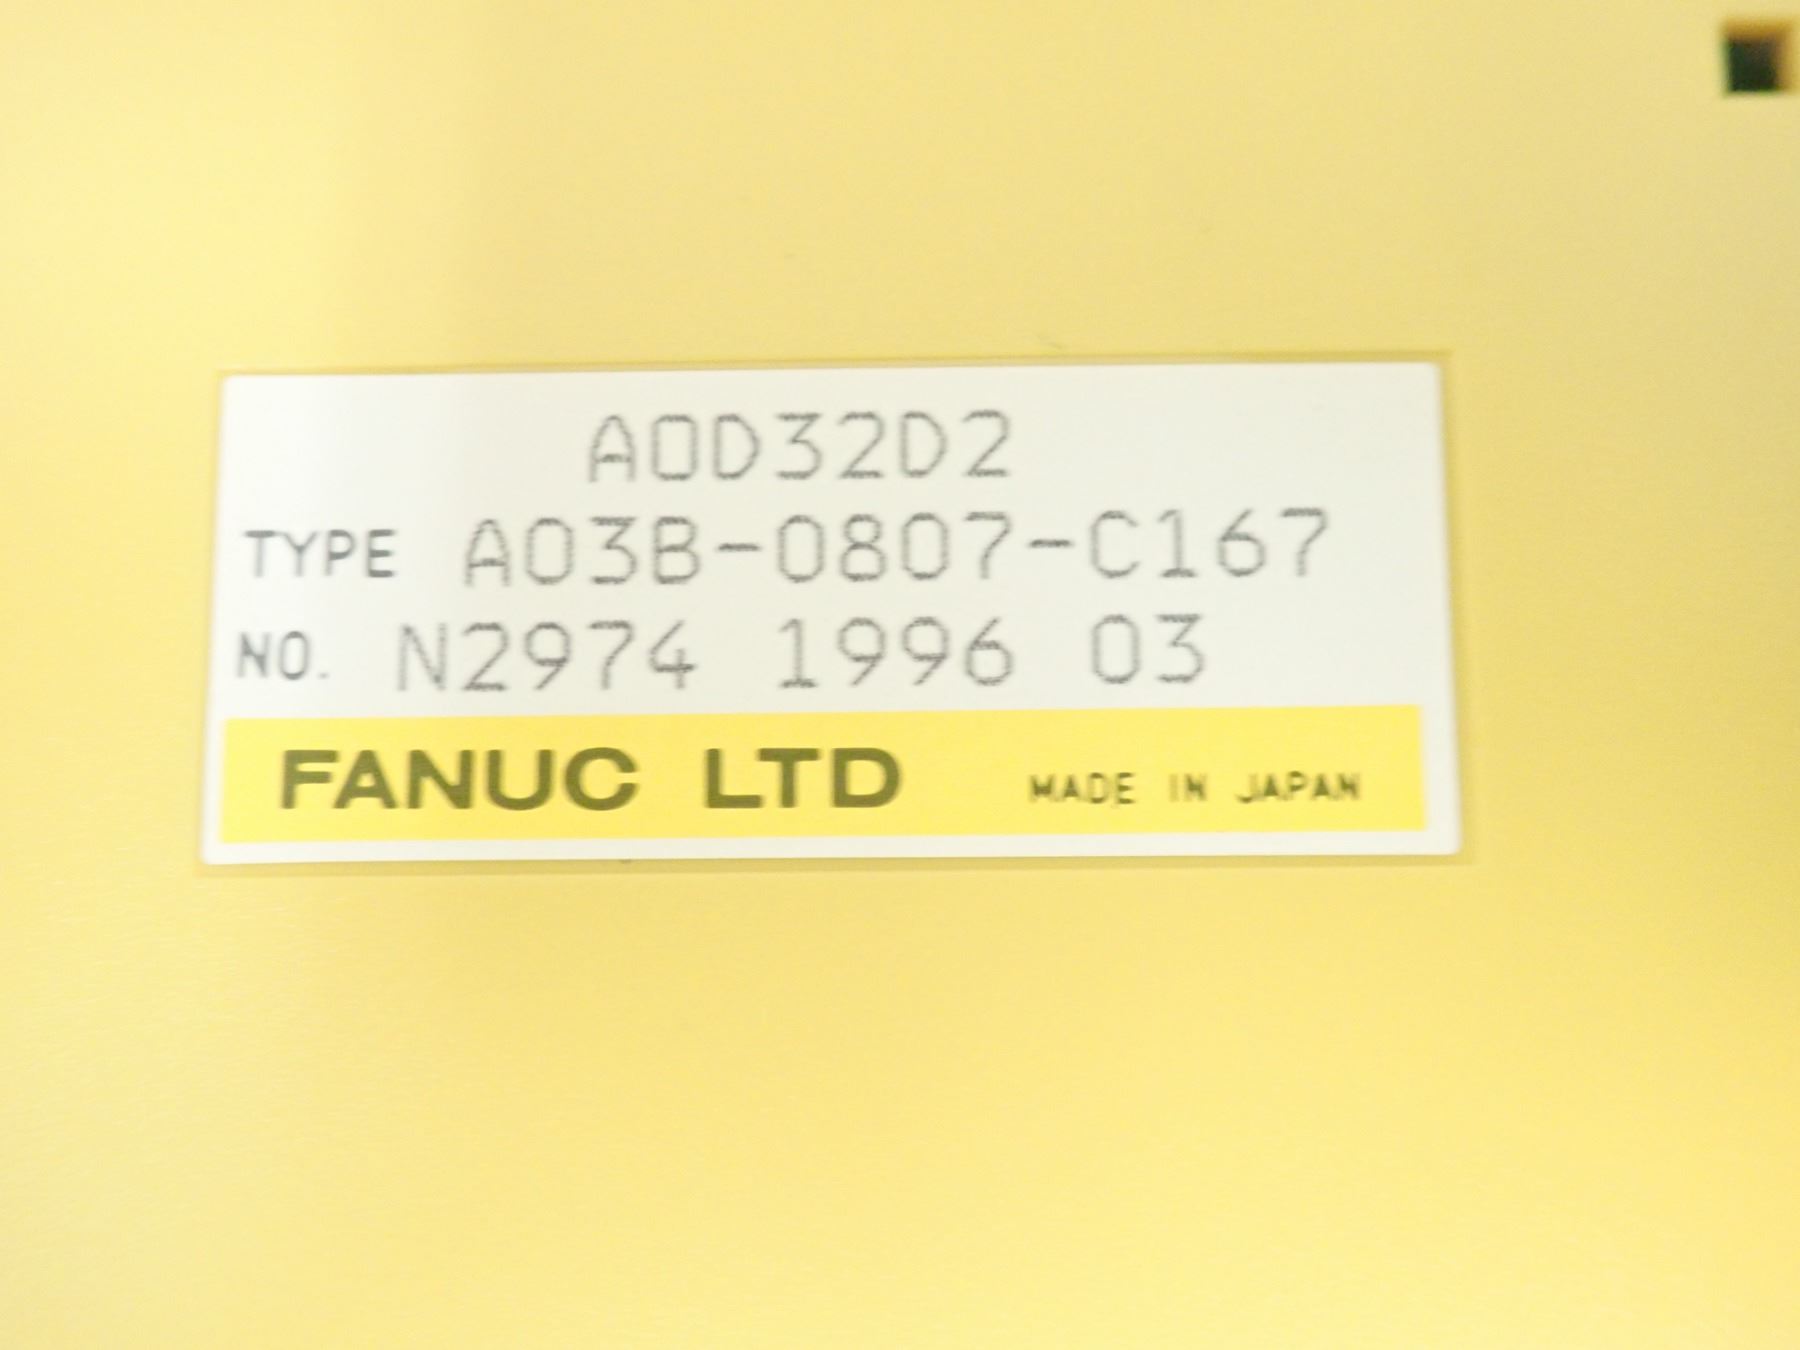 AOD32D2
TYPE A03B-0807-C167
NO. N2974 1996 03
FANUC LTD MADE IN JAPAN